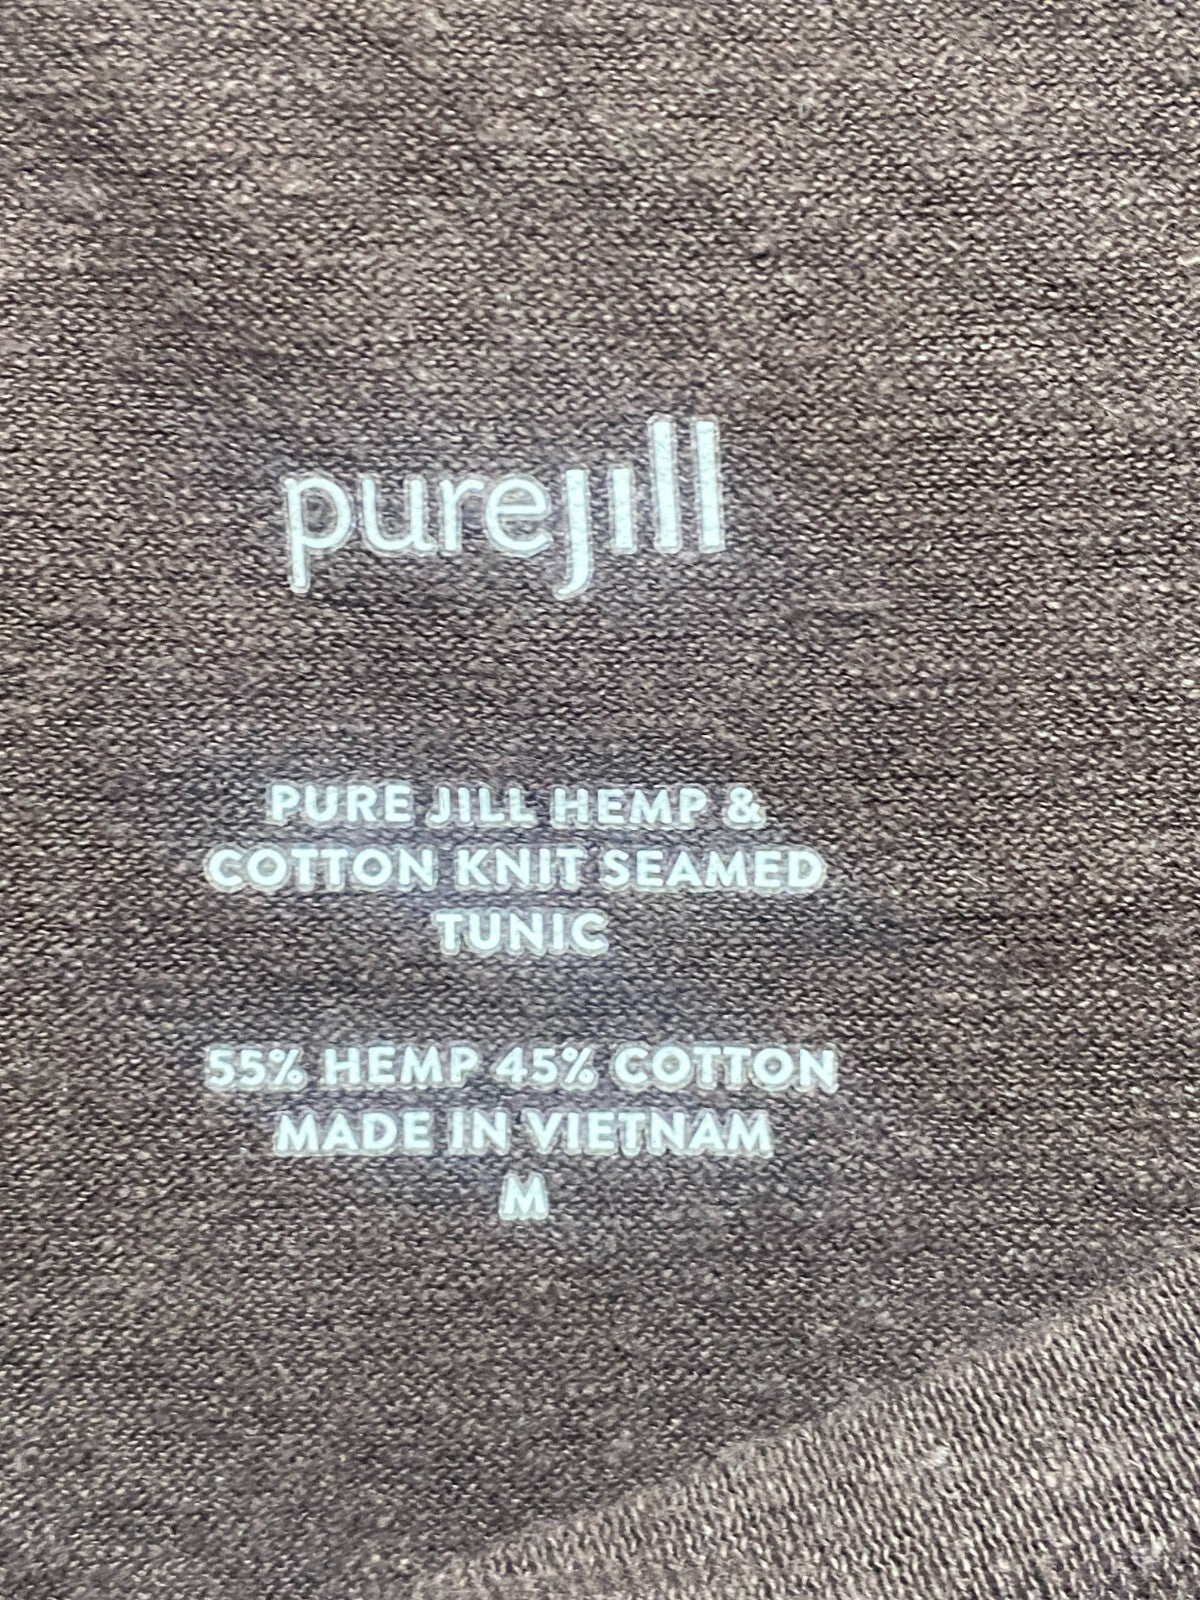 purejill
PURE JILL HEMP &
COTTON KNIT SEAMED
TUNIC
55% HEMP 45% COTTON
MADE IN VIETNAM
M